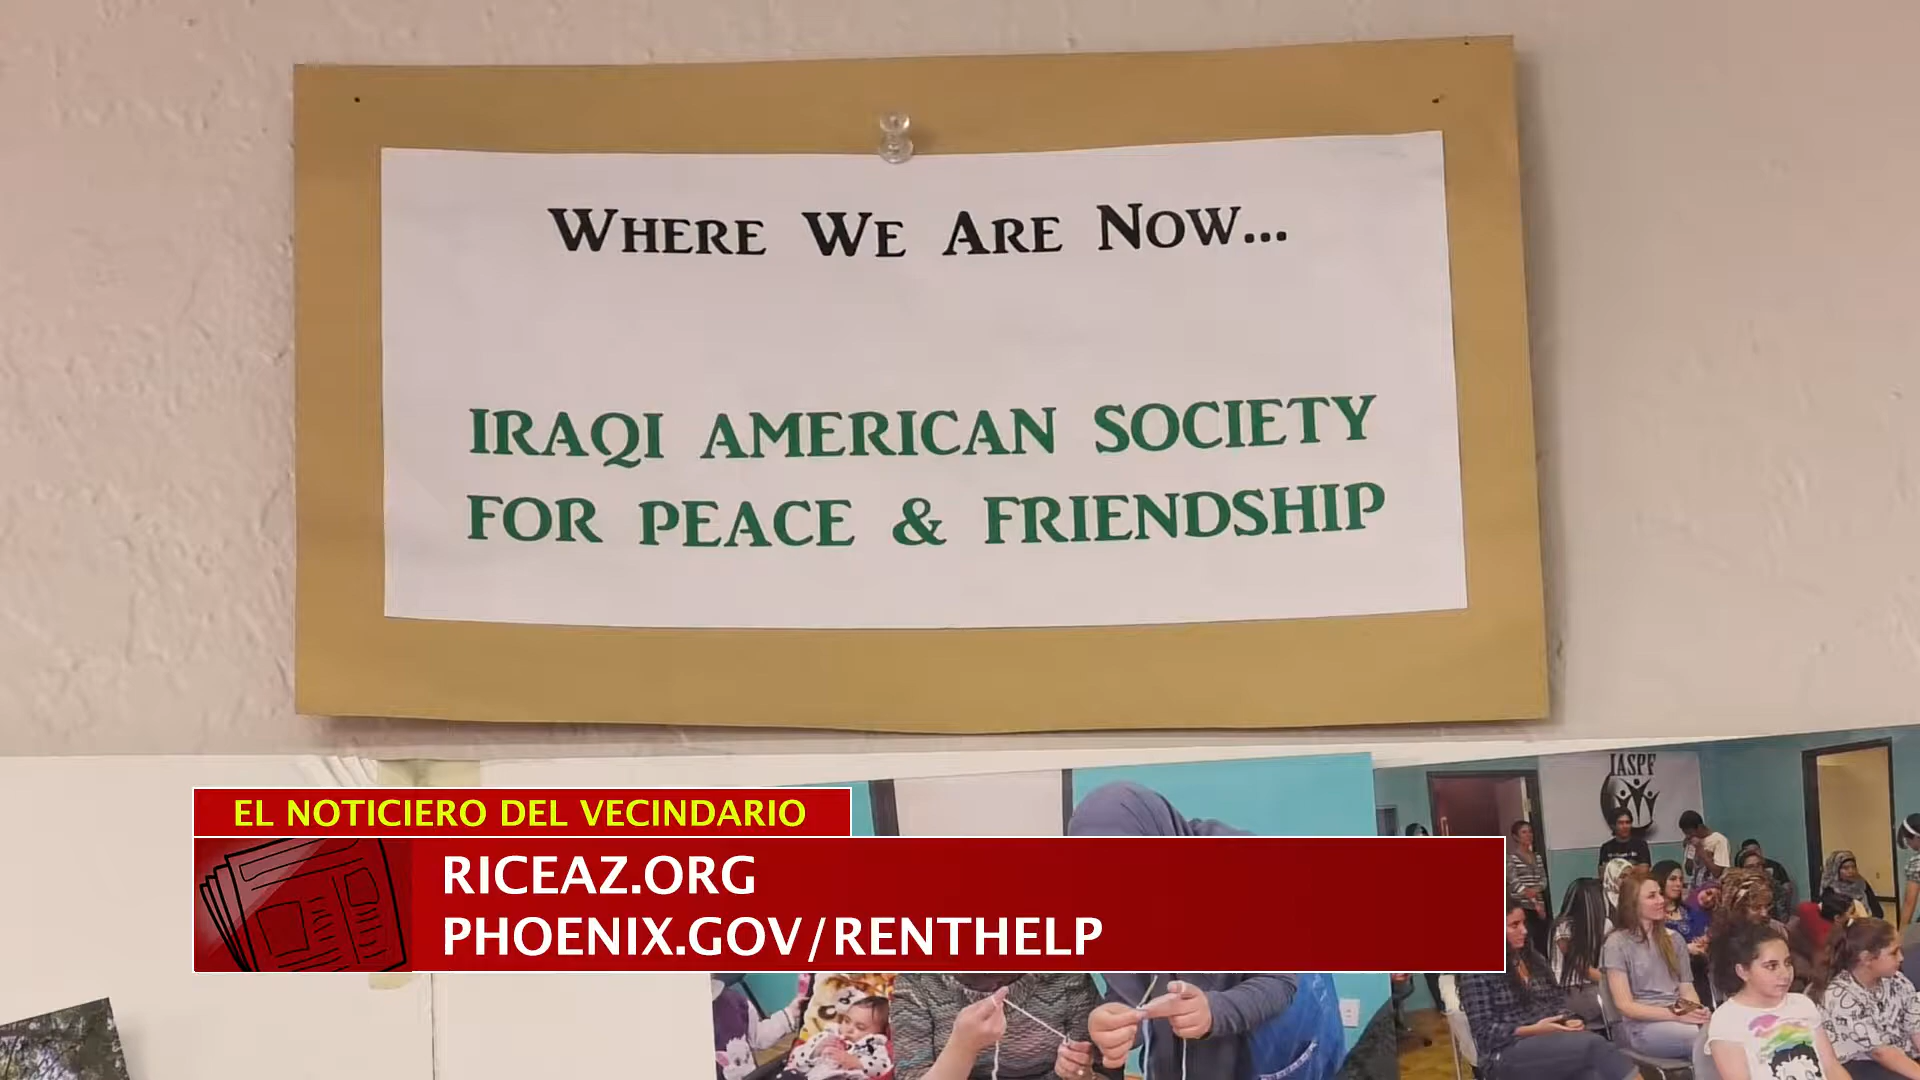 Where We Are Now...
IRAQI AMERICAN SOCIETY
FOR PEACE & FRIENDSHIP
IASPF
EL NOTICIERO DEL VECINDARIO
RICEAZ.ORG
PHOENIX.GOV/RENTHELP